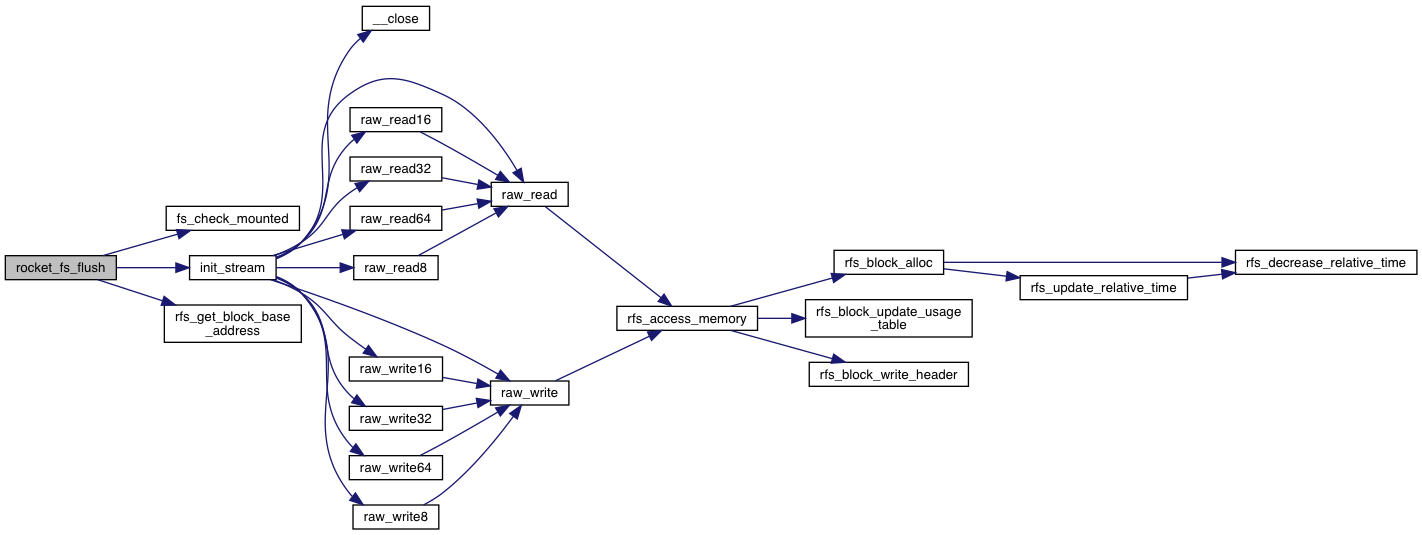 __close
raw_read16
raw_read32
raw_read
fs_check_mounted
raw_read64
rocket_fs_flush
init_stream
raw_read8
rfs_block_alloc
rfs_decrease_relative_time
rfs_update_relative_time
rfs_get_block_base
_address
rfs_access_memory
rfs_block_update_usage
_table
raw_write16
rfs_block_write_header
raw_write
raw_write32
raw_write64
raw_write8